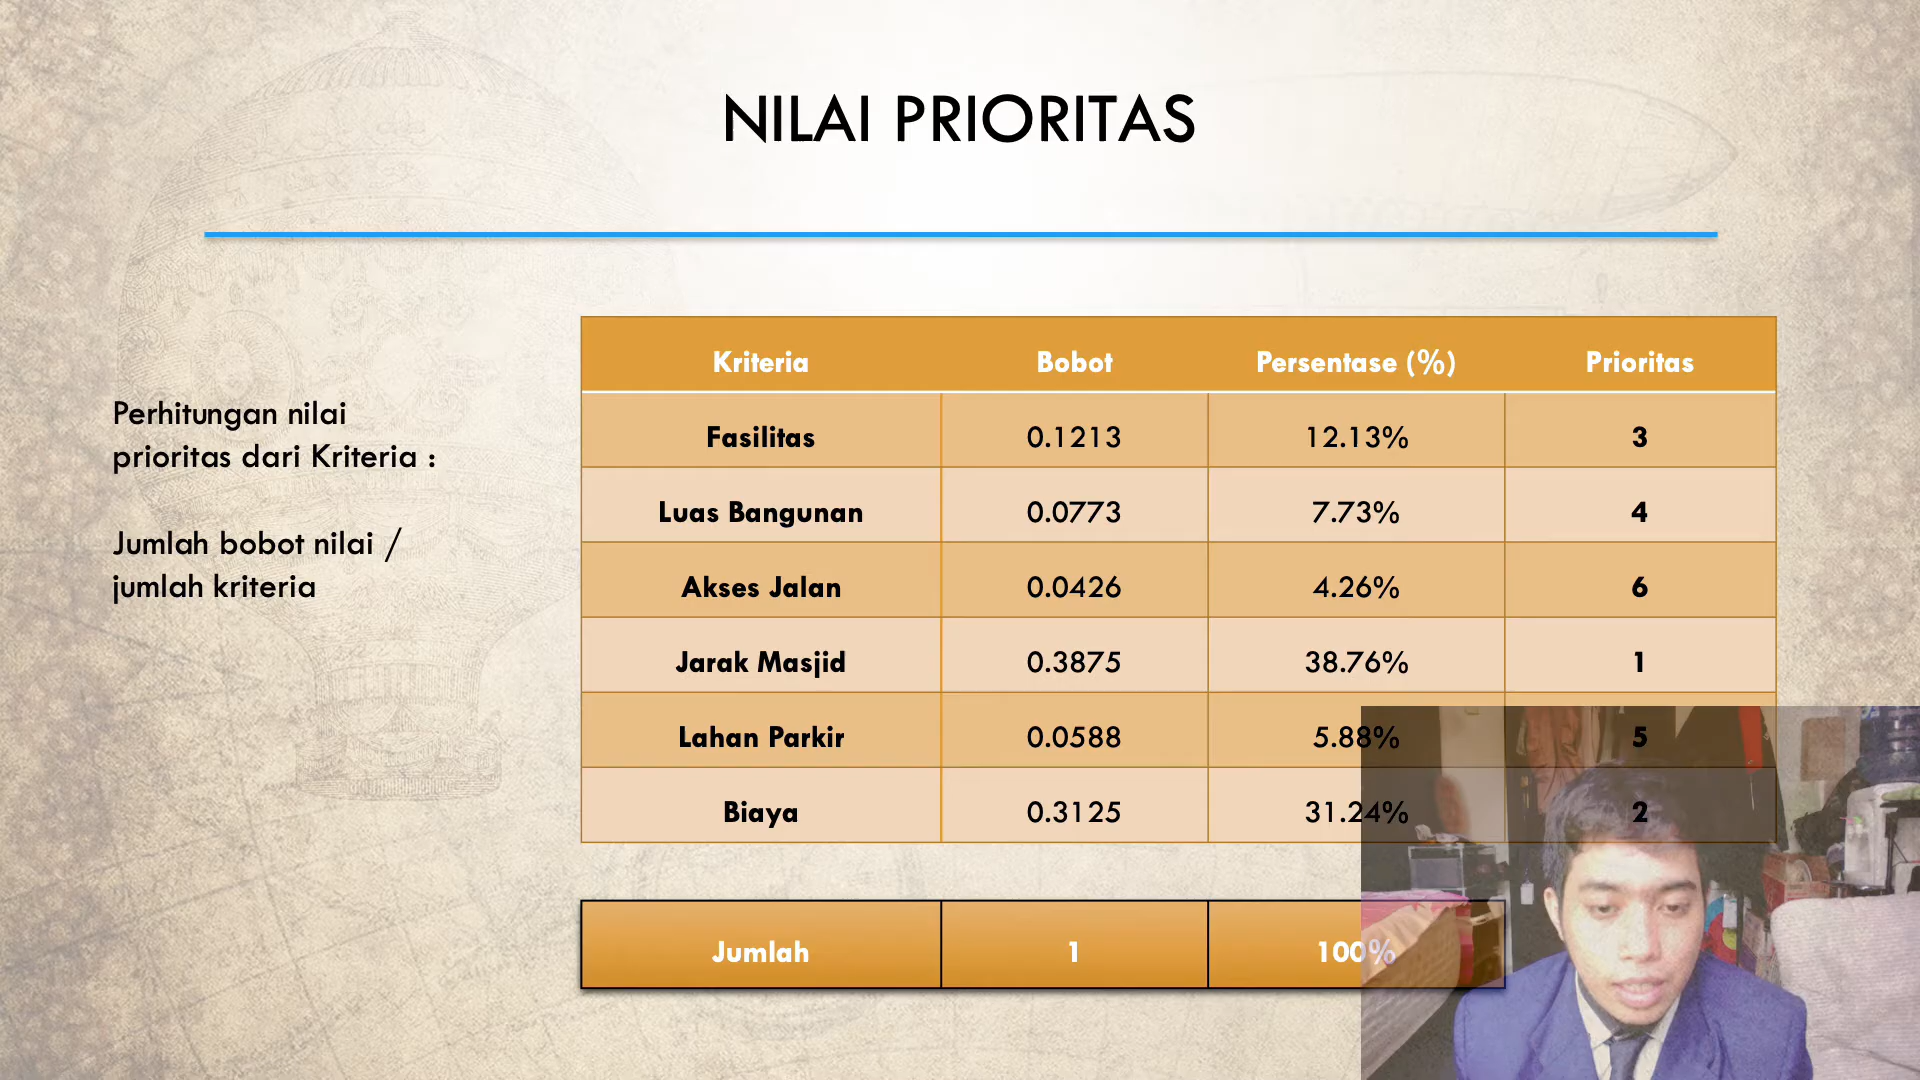 NILAI PRIORITAS
Perhitungan nilai
prioritas dari Kriteria :
Jumlah bobot nilai /
jumlah kriteria
Kriteria Bobot Persentase (%) Prioritas
Fasilitas 0.1213 12.13% 3
Luas Bangunan 0.0773 7.73% 4
Akses Jalan 0.0426 4.26% 6
Jarak Masjid 0.3875 38.76% 1
Lahan Parkir 0.0588 5.88% 5
Biaya 0.3125 31.24% 2
Jumlah 1 100%